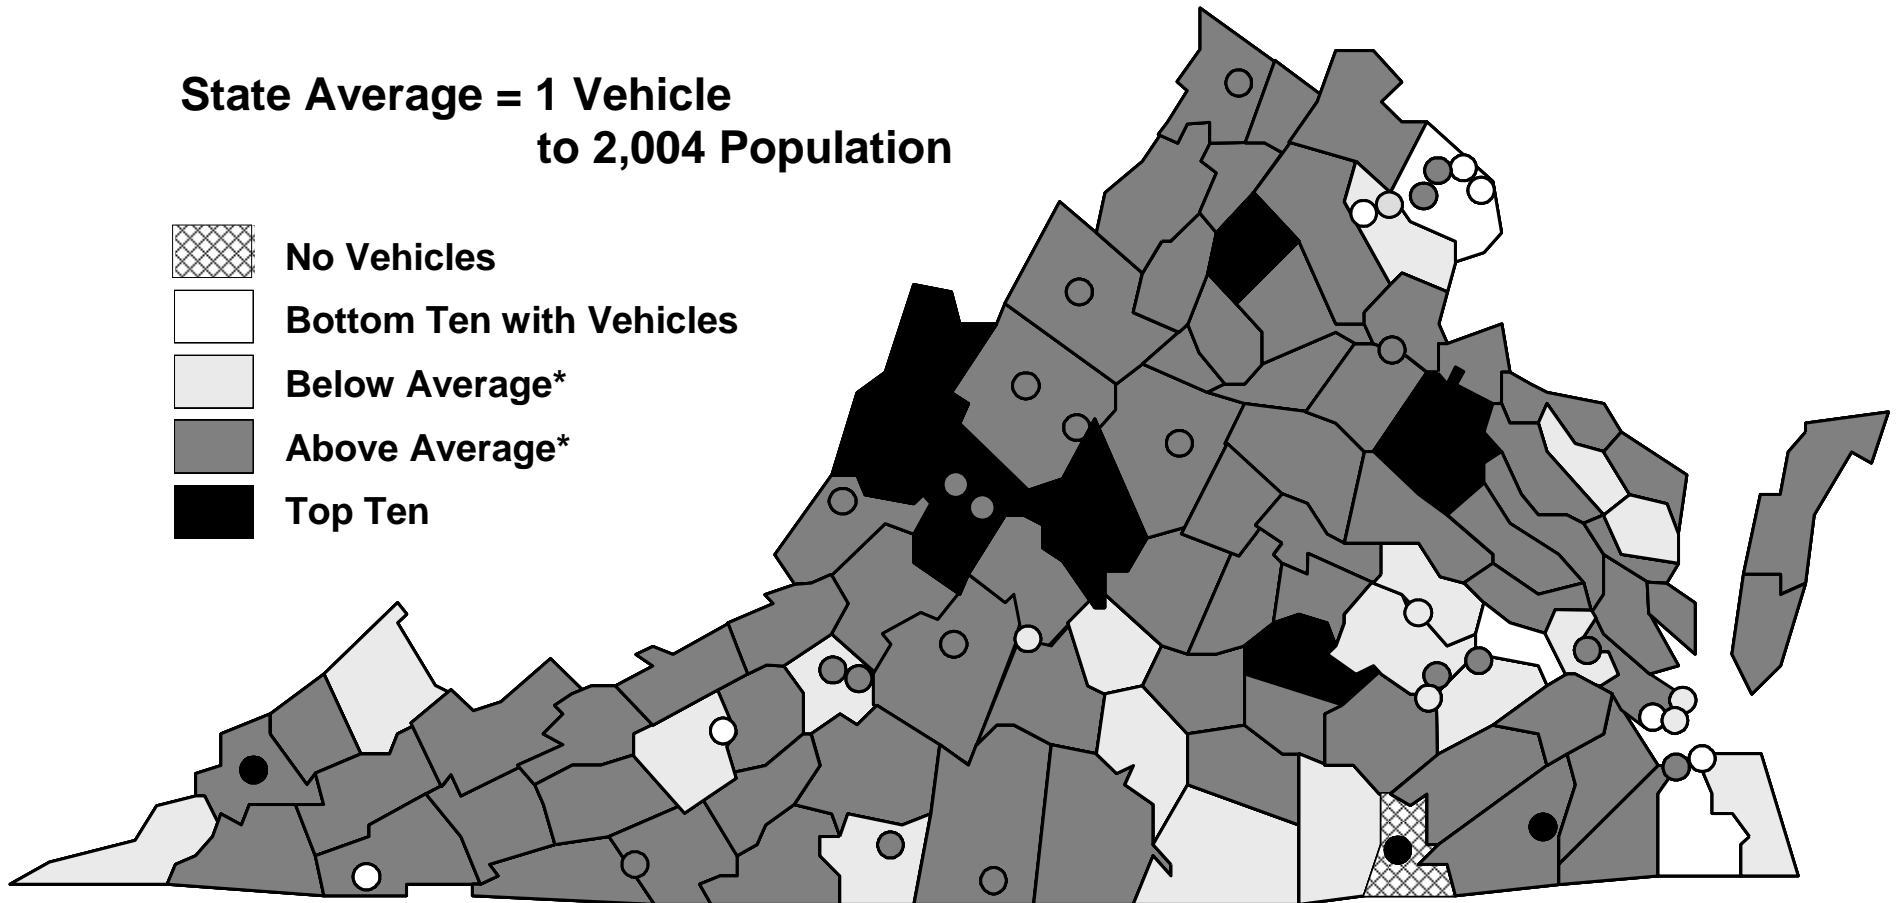 State Average = 1 Vehicle
to 2,004 Population
No Vehicles
Bottom Ten with Vehicles
Below Average*
Above Average*
Top Ten